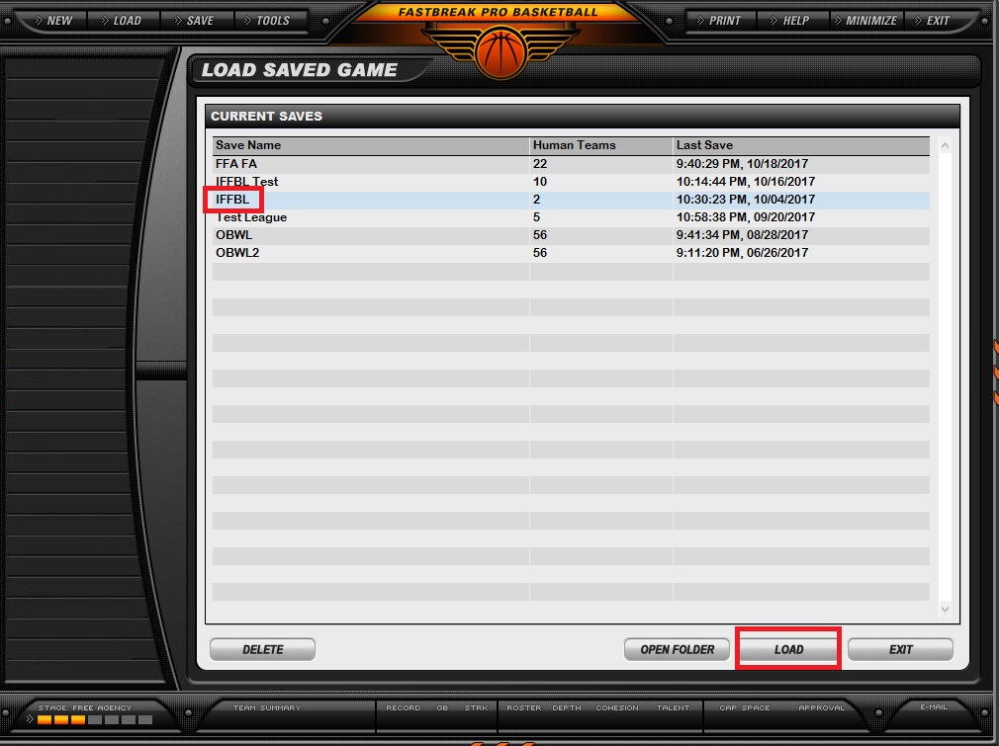 NEW LOAD SAVE TOOLS FASTBREAK PRO BASKETBALL PRINT HELP MINIMIZE EXIT
LOAD SAVED GAME
CURRENT SAVES
Save Name Human Teams Last Save
FFA FA 22 9:40:29 PM, 10/18/2017
IFFBL Test 10 10:14:44 PM, 10/16/2017
IFFBL 2 10:30:23 PM, 10/04/2017
Test League 5 10:58:38 PM, 09/20/2017
OBWL 56 9:41:34 PM, 08/28/2017
OBWL2 56 9:11:20 PM, 06/26/2017
DELETE OPEN FOLDER LOAD EXIT
STAGE: FREE AGENCY TEAM SUMMARY RECORD GB STRK ROSTER DEPTH COHESION TALENT CAP SPACE APPROVAL E-MAIL